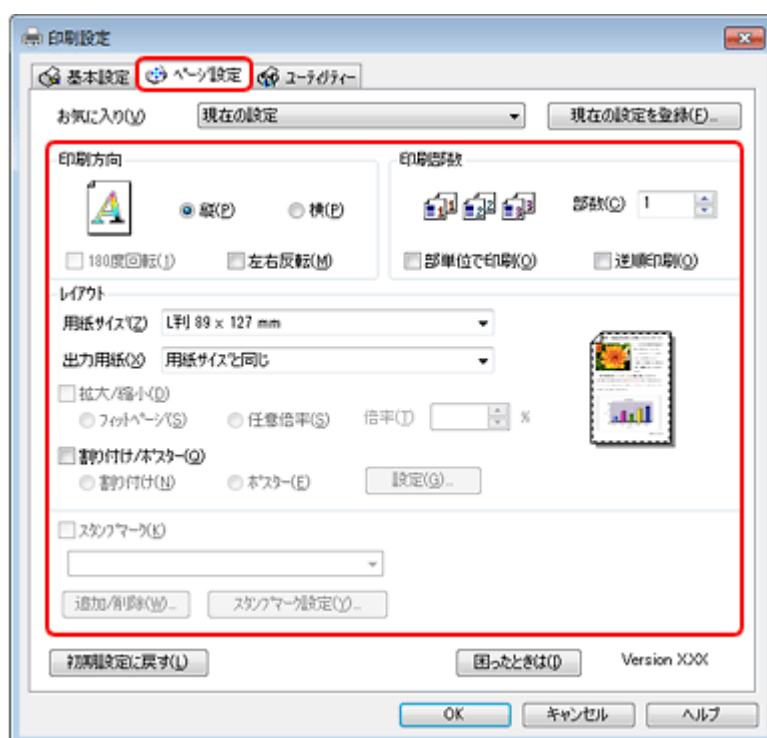 印刷設定
基本設定 ページ設定 ユーティリティー
お気に入り(V) 現在の設定 現在の設定を登録(F)...
印刷方向 印刷部数
縦(P) 横(P) 部数(C) 1
180度回転(1) 左右反転(M) 部単位で印刷(O) 逆順印刷(O)
レイアウト
用紙サイズ(Z) L判 89 x 127 mm
出力用紙(X) 用紙サイズと同じ
拡大/縮小(D)
フィットページ(S) 任意倍率(S) 倍率(T) %
割り付け/ポスター(Q)
割り付け(N) ポスター(E) 設定(G)...
スタンプマーク(K)
追加/削除(W)... スタンプマーク設定(Y)...
初期設定に戻す(L) 困ったときは(I) Version X.XX
OK キャンセル ヘルプ